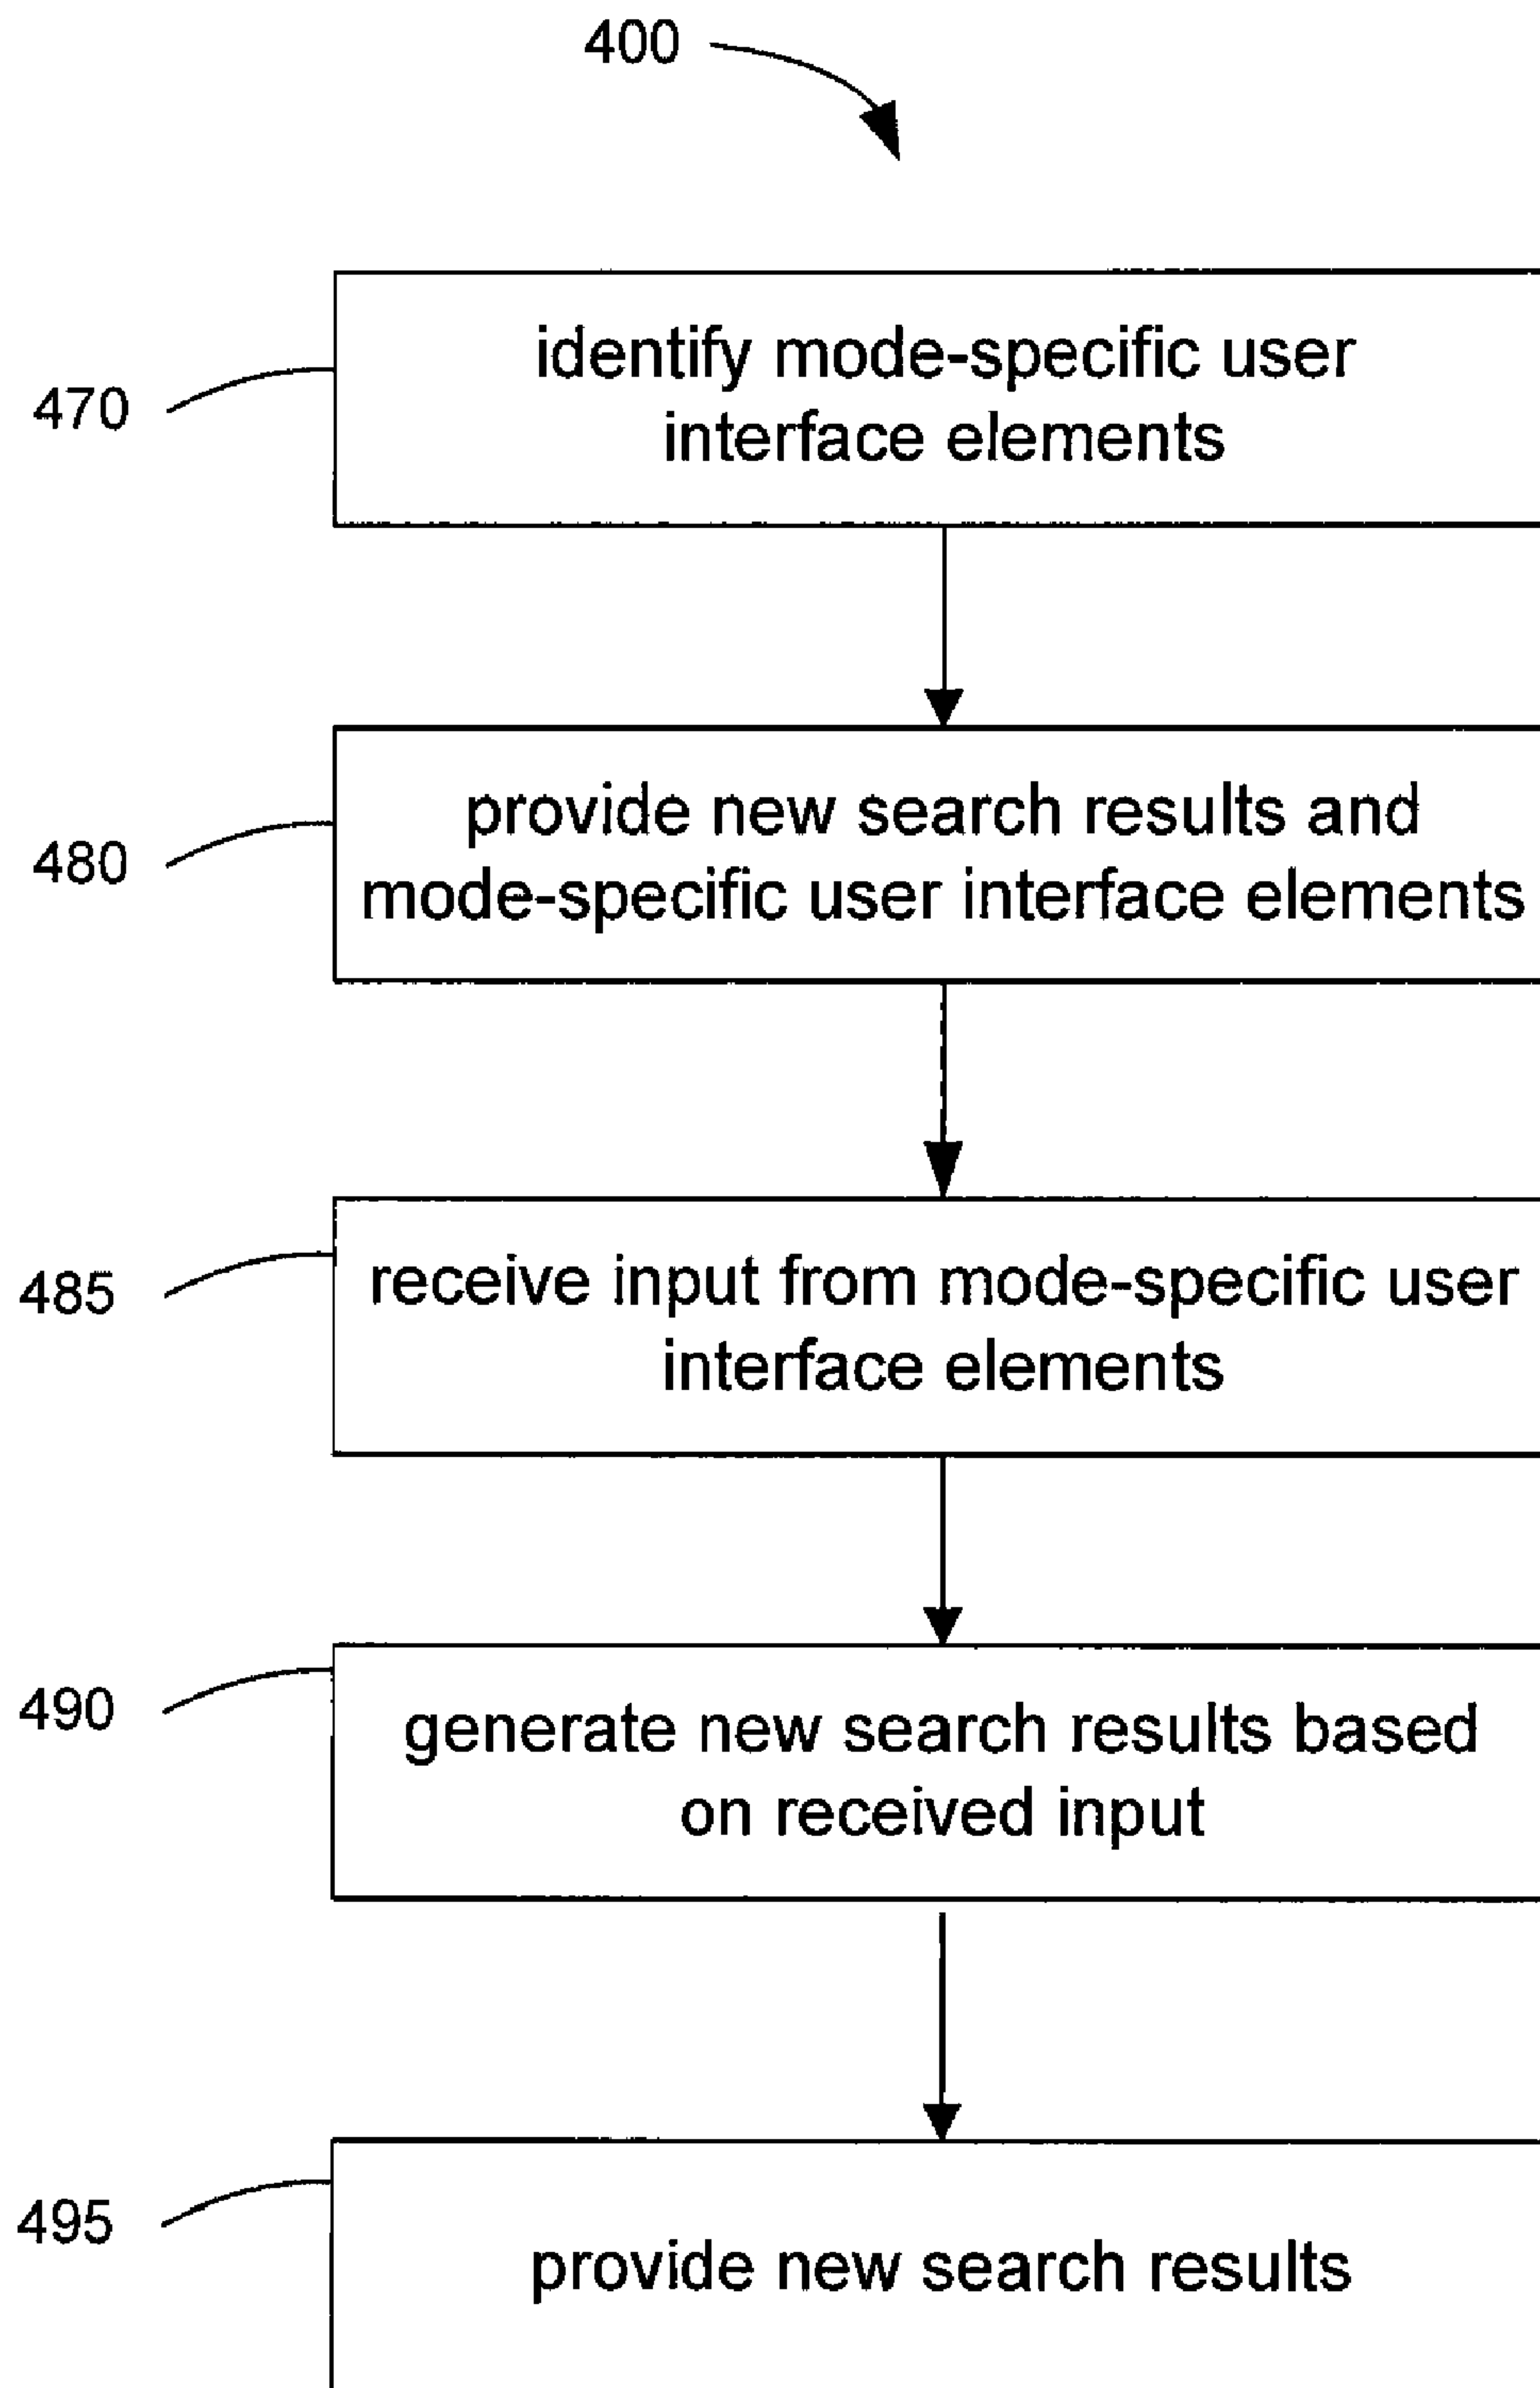 400
470
identify mode-specific user
interface elements
480
provide new search results and
mode-specific user interface elements
485
receive input from mode-specific user
interface elements
490
generate new search results based
on received input
495
provide new search results